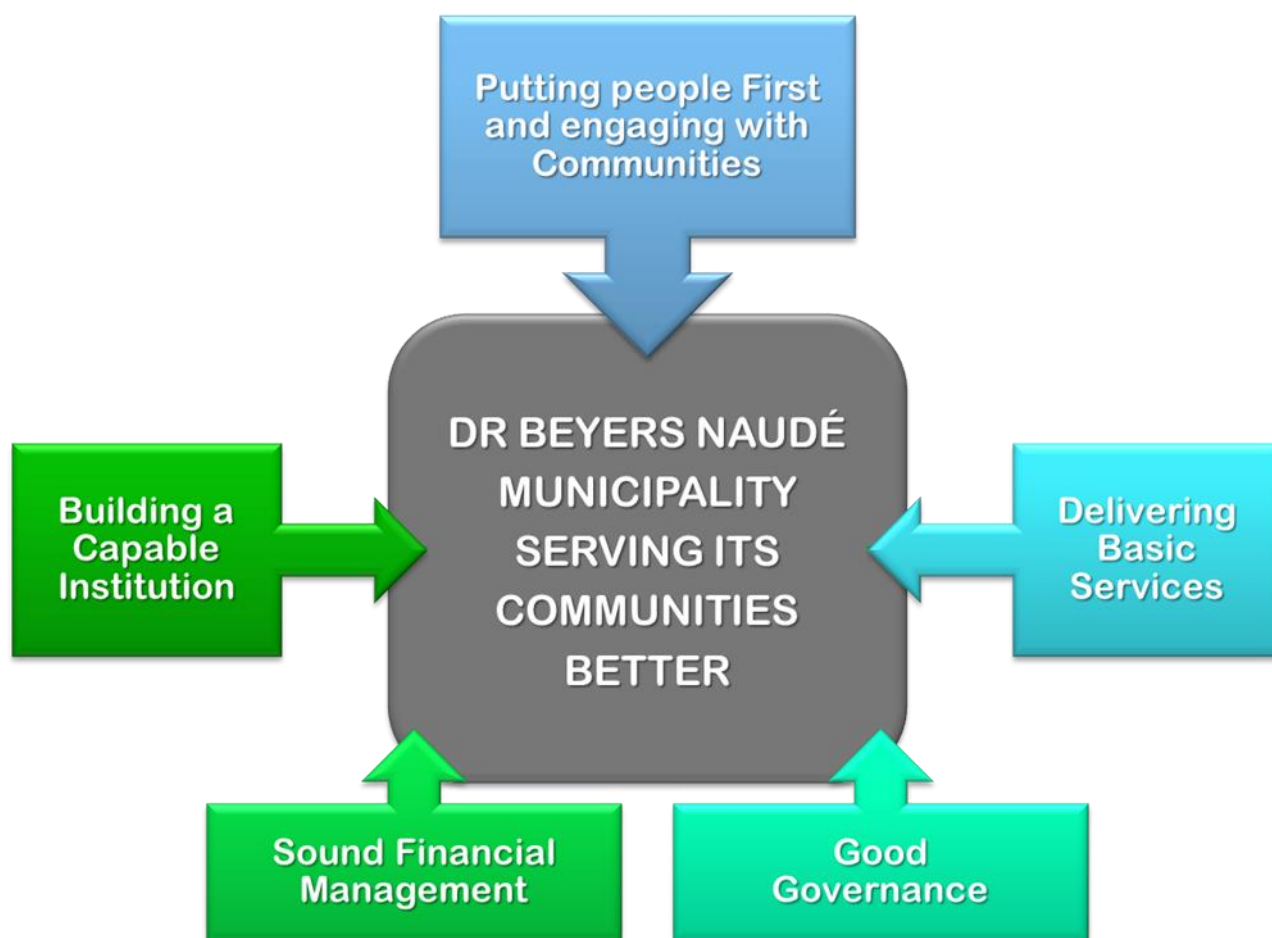 Putting people First
and engaging with
Communities
DR BEYERS NAUDÉ
MUNICIPALITY
SERVING ITS
COMMUNITIES
BETTER
Building a
Capable
Institution
Delivering
Basic
Services
Sound Financial
Management
Good
Governance